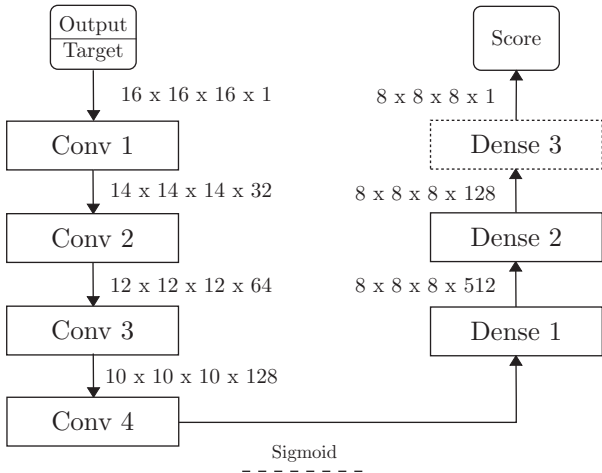 Output
Target
16 x 16 x 16 x 1
Conv 1
14 x 14 x 14 x 32
Conv 2
12 x 12 x 12 x 64
Conv 3
10 x 10 x 10 x 128
Conv 4
Score
8 x 8 x 8 x 1
Dense 3
8 x 8 x 8 x 128
Dense 2
8 x 8 x 8 x 512
Dense 1
Sigmoid